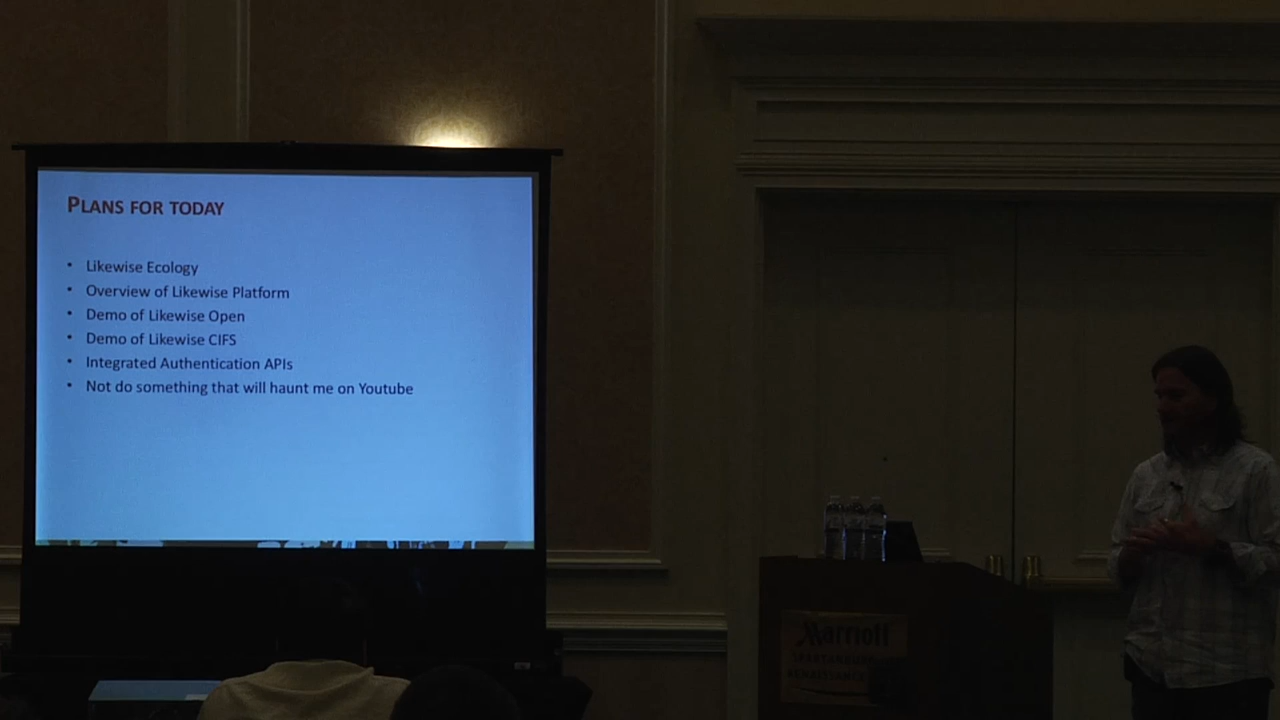 PLANS FOR TODAY
• Likewise Ecology
• Overview of Likewise Platform
• Demo of Likewise Open
• Demo of Likewise CIFS
• Integrated Authentication APIs
• Not do something that will haunt me on Youtube
Marriott
SPARTANBURG